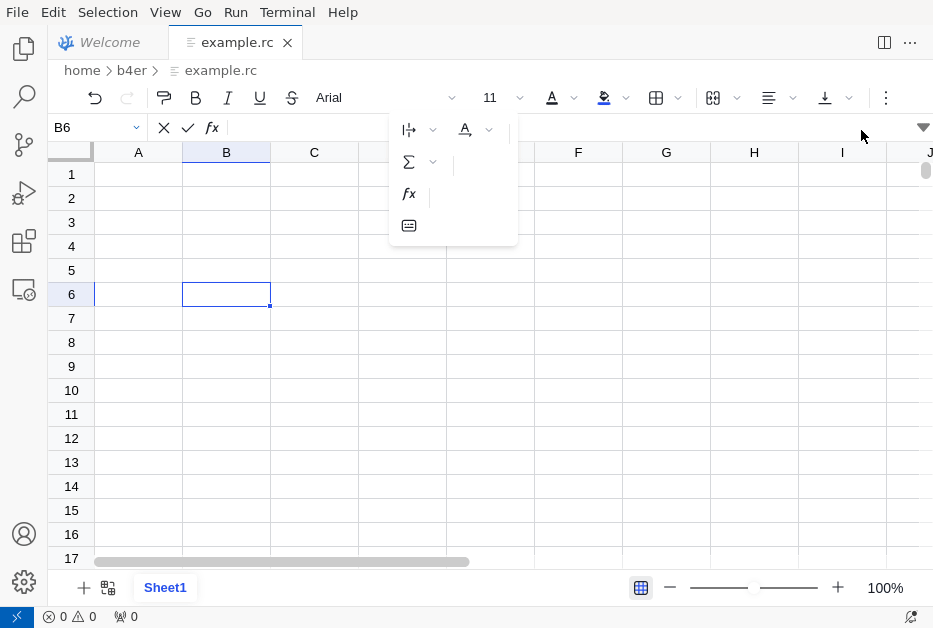 File Edit Selection View Go Run Terminal Help
Welcome example.rc
home b4er example.rc
B I U S Arial 11 A
B6 fx A
A B C F G H I J
Σ
fx
1
2
3
4
5
6
7
8
9
10
11
12
13
14
15
16
17
Sheet1 100%
0 0 0